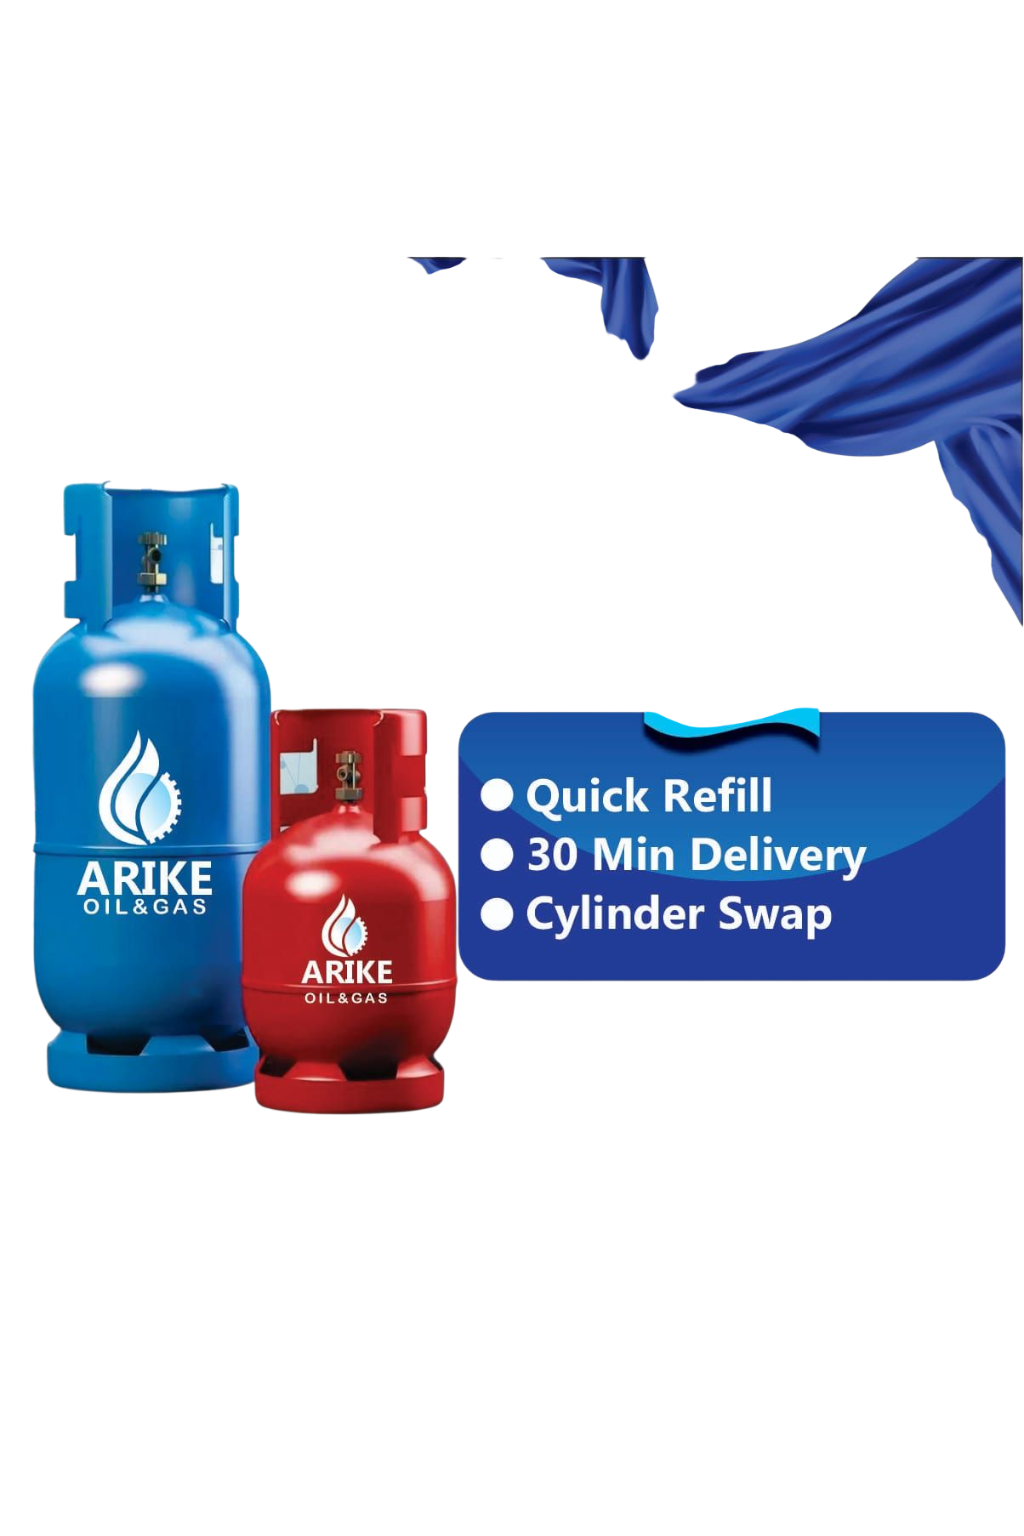 ARIKE
OIL&GAS
ARIKE
OIL&GAS
Quick Refill
30 Min Delivery
Cylinder Swap